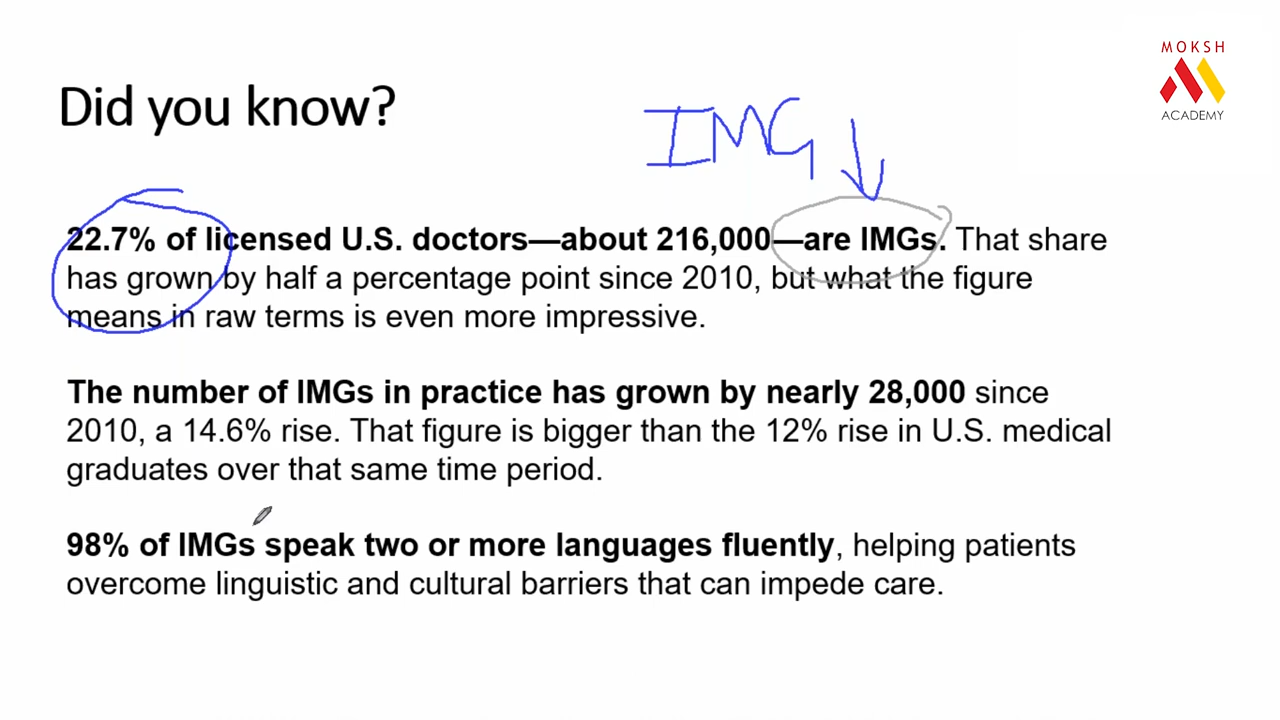 MOKSH
ACADEMY
Did you know?
IMG
22.7% of licensed U.S. doctors—about 216,000—are IMGs. That share
has grown by half a percentage point since 2010, but what the figure
means in raw terms is even more impressive.
The number of IMGs in practice has grown by nearly 28,000 since
2010, a 14.6% rise. That figure is bigger than the 12% rise in U.S. medical
graduates over that same time period.
98% of IMGs speak two or more languages fluently, helping patients
overcome linguistic and cultural barriers that can impede care.